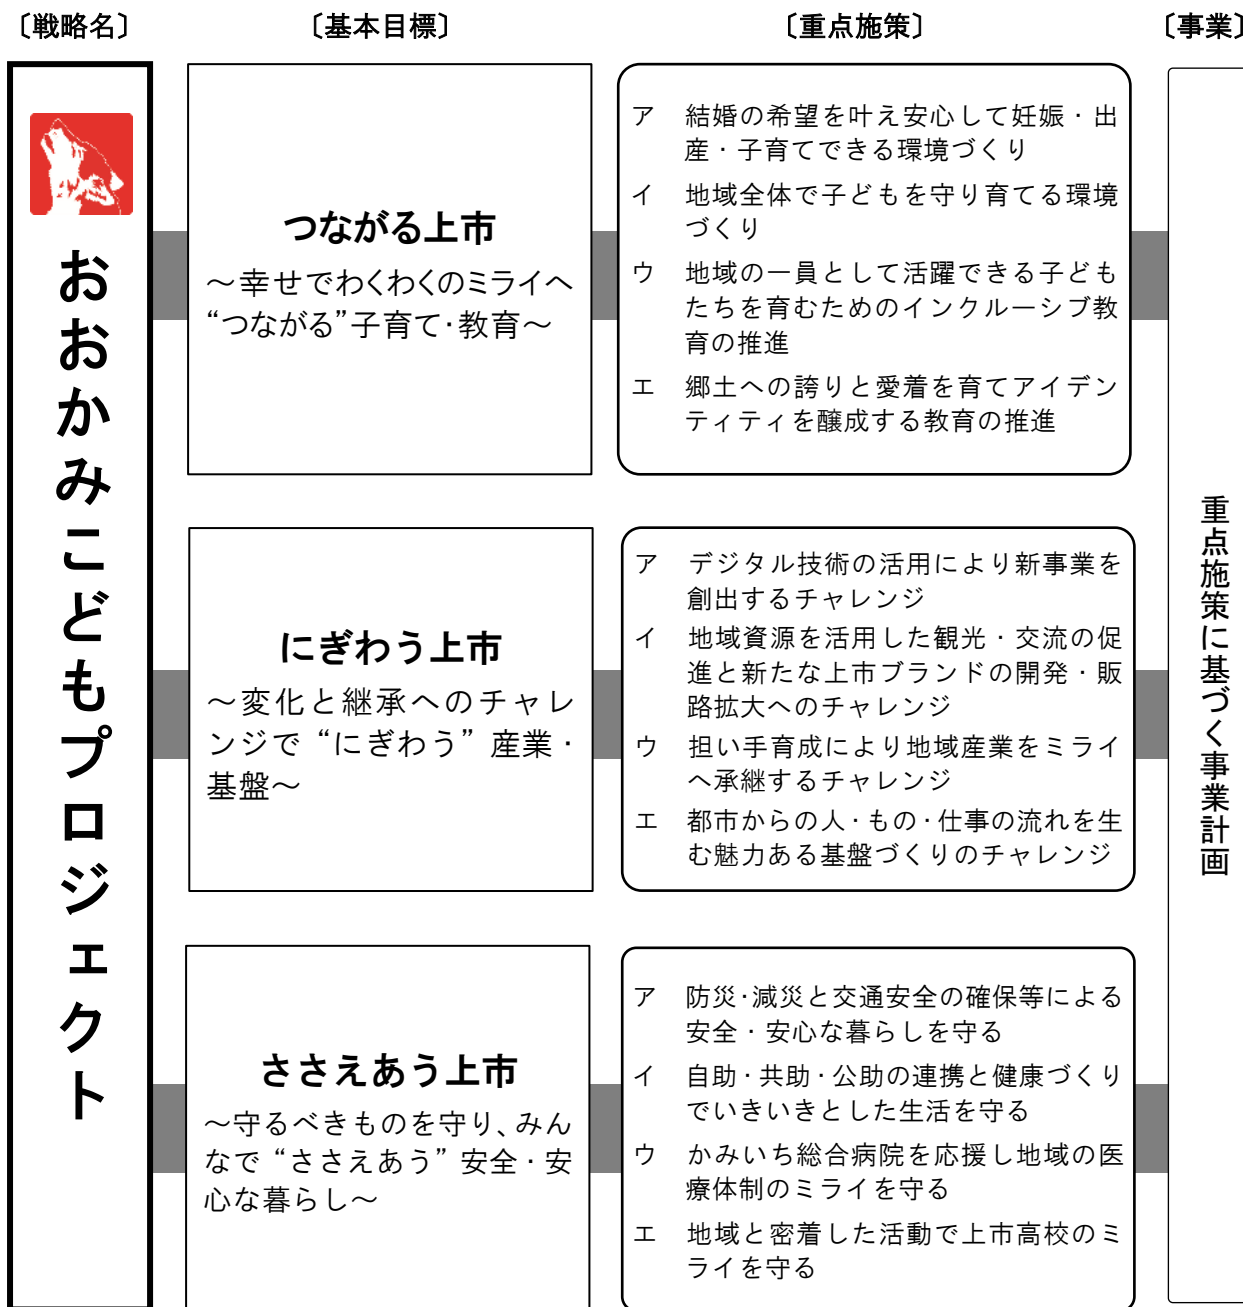 〔戦略名〕
〔基本目標〕
〔重点施策〕
〔事業〕
おおかみこどもプロジェクト
つながる上市
～幸せでわくわくのミライへ
“つながる”子育て・教育～
ア 結婚の希望を叶え安心して妊娠・出
産・子育てできる環境づくり
イ 地域全体で子どもを守り育てる環境
づくり
ウ 地域の一員として活躍できる子ども
たちを育むためのインクルーシブ教
育の推進
エ 郷土への誇りと愛着を育てアイデン
ティティを醸成する教育の推進
にぎわう上市
～変化と継承へのチャレ
ンジで “にぎわう” 産業・
基盤～
ア デジタル技術の活用により新事業を
創出するチャレンジ
イ 地域資源を活用した観光・交流の促
進と新たな上市ブランドの開発・販
路拡大へのチャレンジ
ウ 担い手育成により地域産業をミライ
へ承継するチャレンジ
エ 都市からの人・もの・仕事の流れを生
む魅力ある基盤づくりのチャレンジ
ささえあう上市
～守るべきものを守り、みん
なで “ささえあう” 安全・安
心な暮らし～
ア 防災・減災と交通安全の確保等による
安全・安心な暮らしを守る
イ 自助・共助・公助の連携と健康づくり
でいきいきとした生活を守る
ウ かみいち総合病院を応援し地域の医
療体制のミライを守る
エ 地域と密着した活動で上市高校のミ
ライを守る
重点施策に基づく事業計画